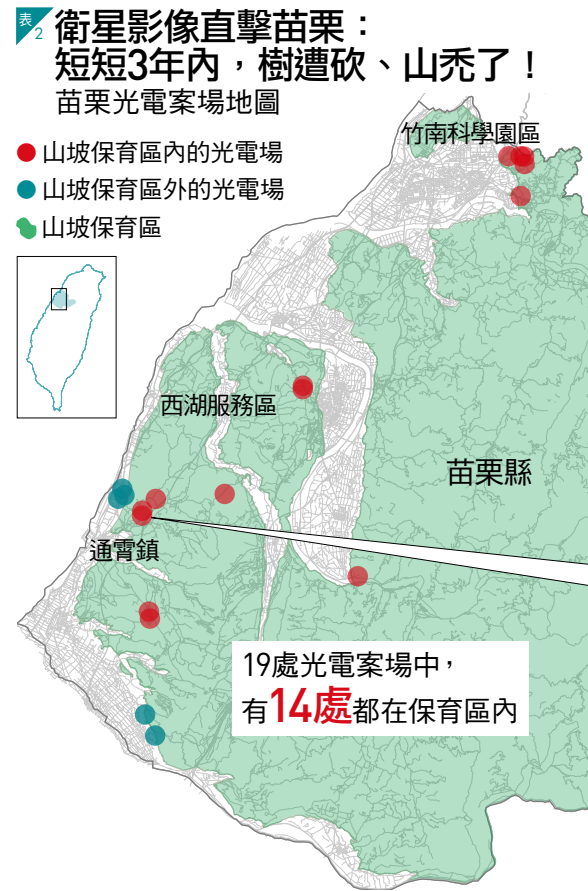 表2
衛星影像直擊苗栗：
短短3年內，樹遭砍、山禿了！
苗栗光電案場地圖
山坡保育區內的光電場
山坡保育區外的光電場
山坡保育區
竹南科學園區
西湖服務區
苗栗縣
通霄鎮
19處光電案場中，
有14處都在保育區內